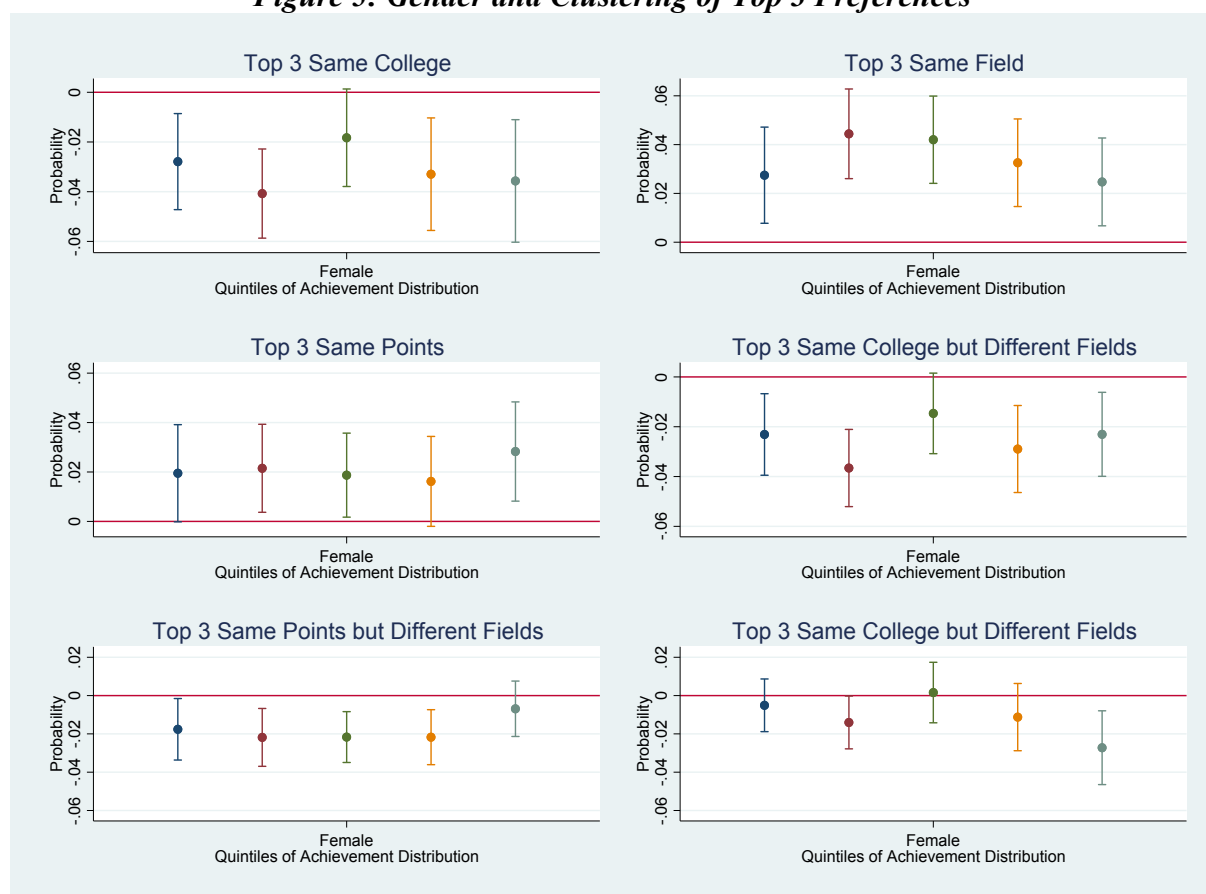 Figure 3. Gender and Clustering of Top 3 Preferences
Top 3 Same College
0
-.02
-.04
-.06
Probability
Female
Quintiles of Achievement Distribution
Top 3 Same Field
.06
.04
.02
0
Probability
Female
Quintiles of Achievement Distribution
Top 3 Same Points
.06
.04
.02
0
Probability
Female
Quintiles of Achievement Distribution
Top 3 Same College but Different Fields
0
-.02
-.04
-.06
Probability
Female
Quintiles of Achievement Distribution
Top 3 Same Points but Different Fields
.02
0
-.02
-.04
-.06
Probability
Female
Quintiles of Achievement Distribution
Top 3 Same College but Different Fields
.02
0
-.02
-.04
-.06
Probability
Female
Quintiles of Achievement Distribution